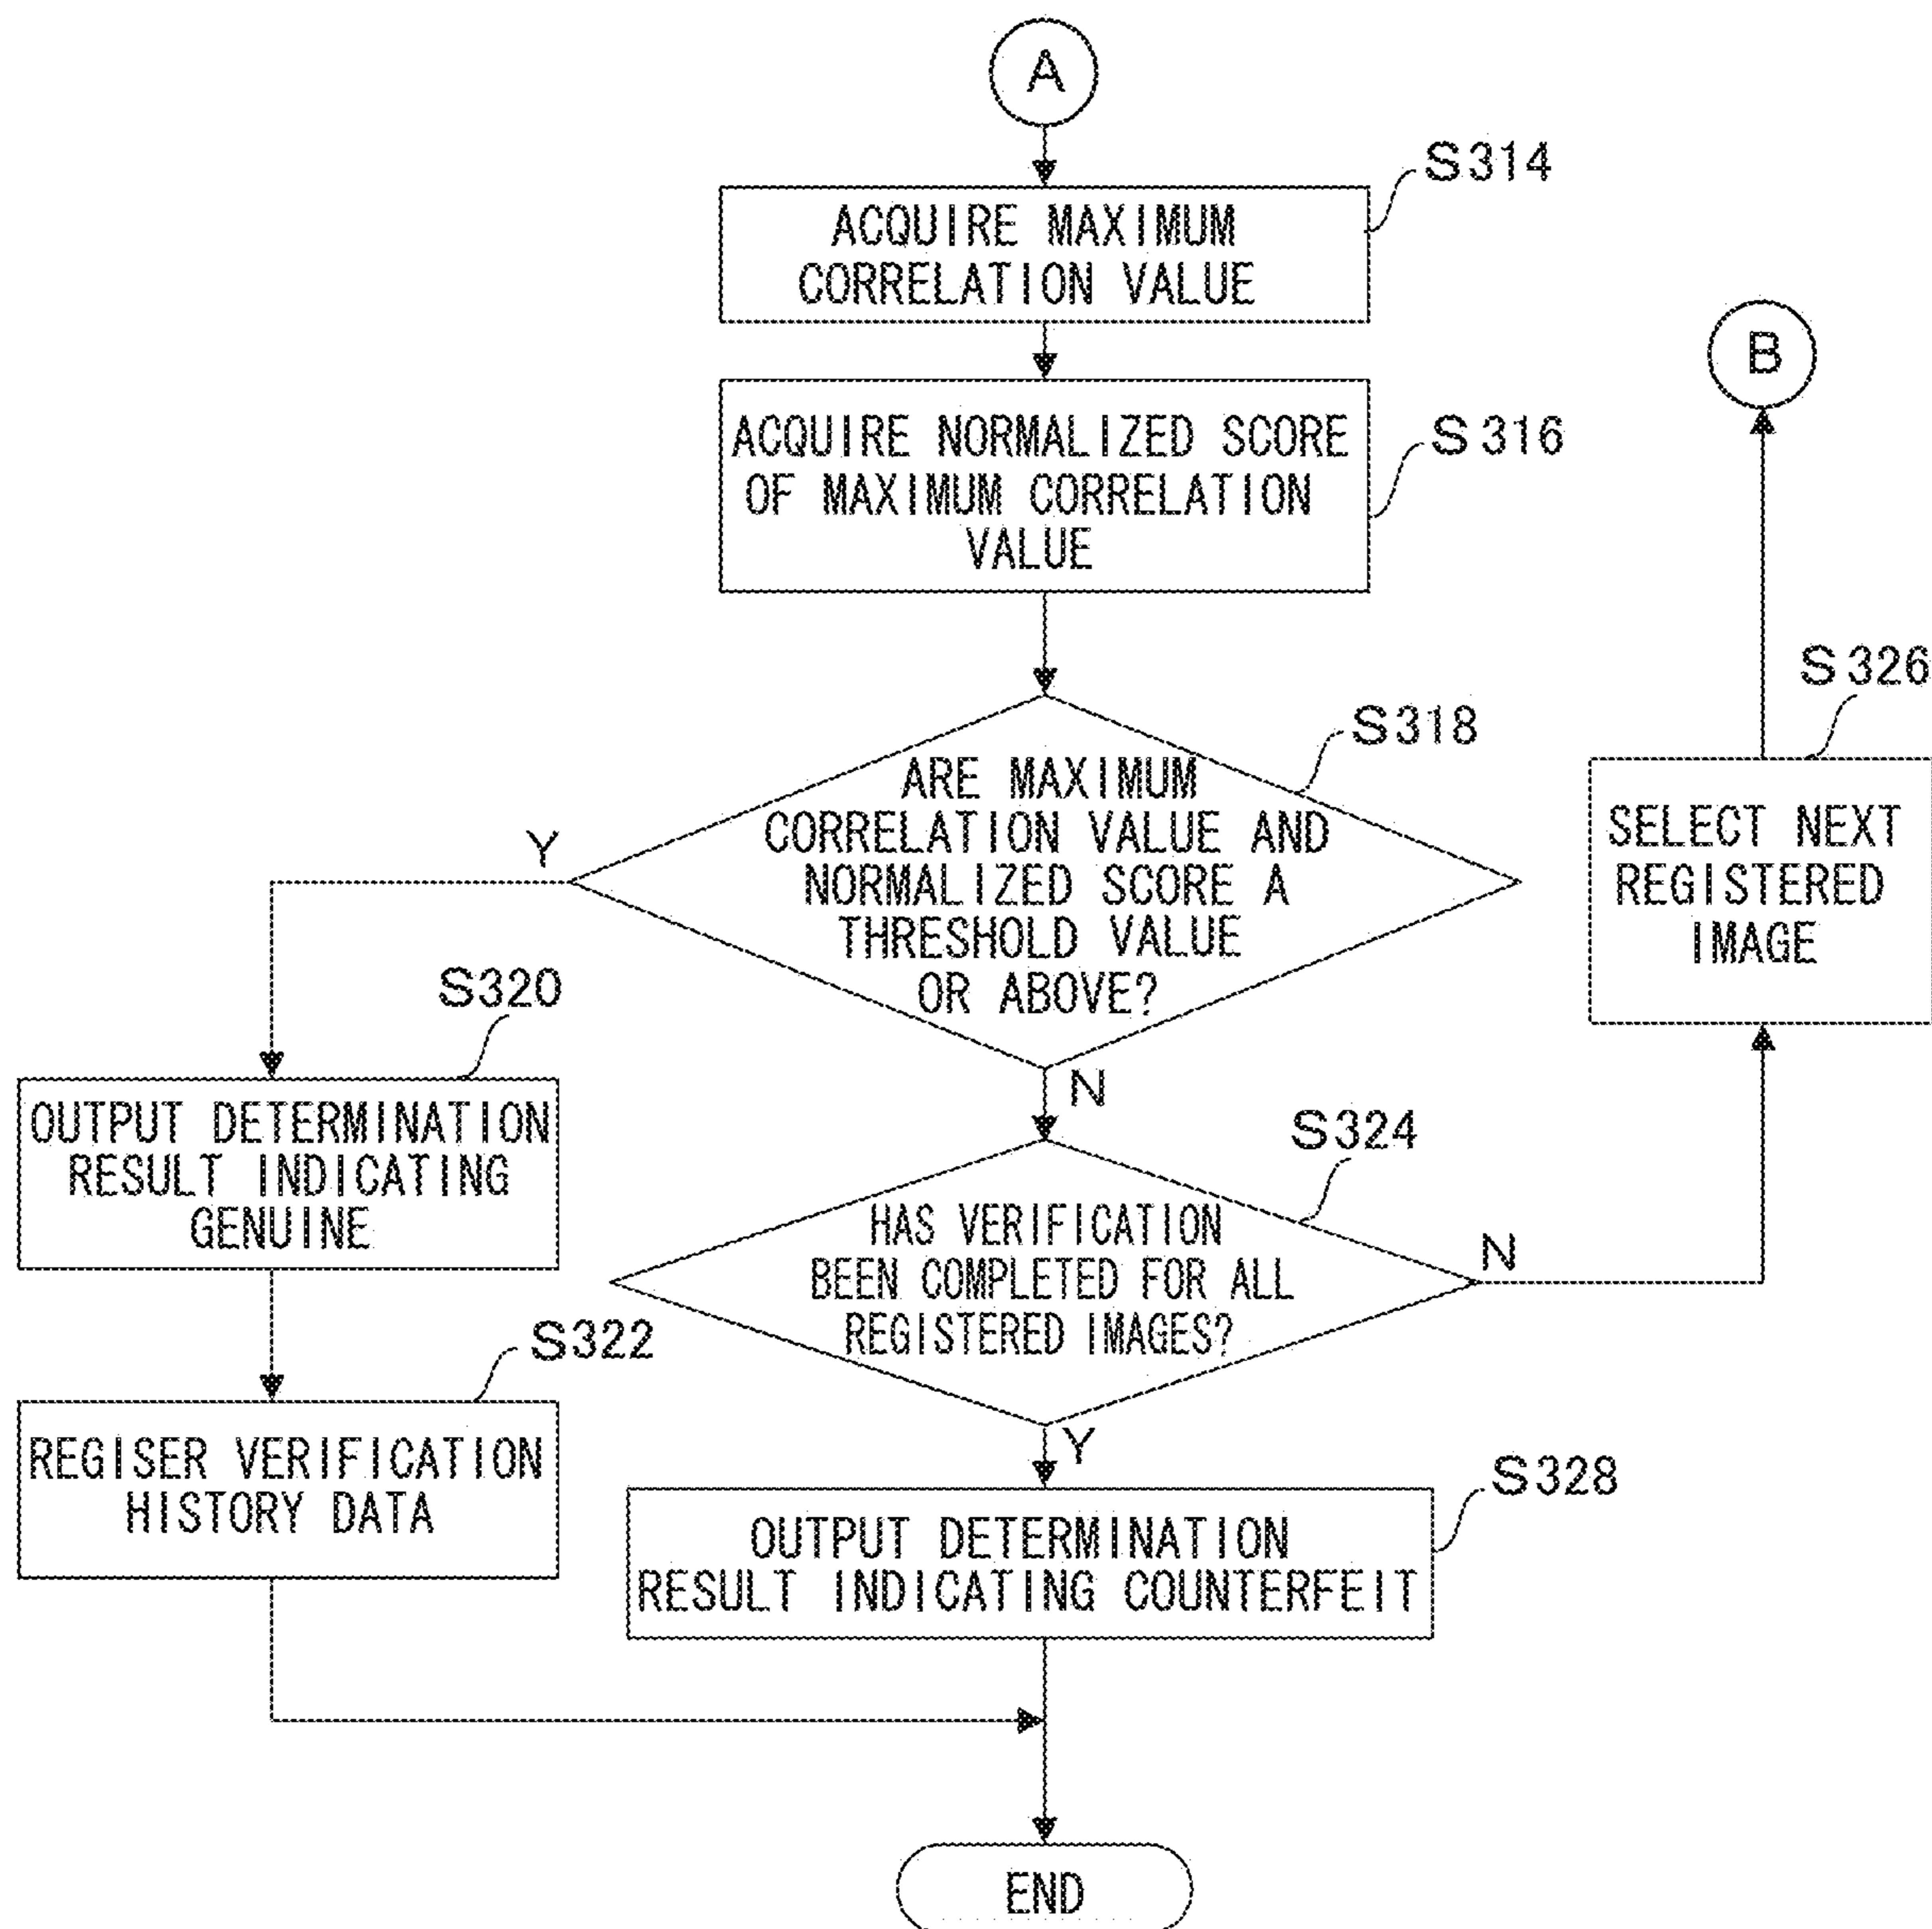 A
S314
ACQUIRE MAXIMUM
CORRELATION VALUE
B
S316
ACQUIRE NORMALIZED SCORE
OF MAXIMUM CORRELATION
VALUE
S326
SELECT NEXT
REGISTERED
IMAGE
S318
ARE MAXIMUM
CORRELATION VALUE AND
NORMALIZED SCORE A
THRESHOLD VALUE
OR ABOVE?
Y
N
S320
OUTPUT DETERMINATION
RESULT INDICATING
GENUINE
S324
HAS VERIFICATION
BEEN COMPLETED FOR ALL
REGISTERED IMAGES?
N
Y
S322
REGISER VERIFICATION
HISTORY DATA
S328
OUTPUT DETERMINATION
RESULT INDICATING COUNTERFEIT
END